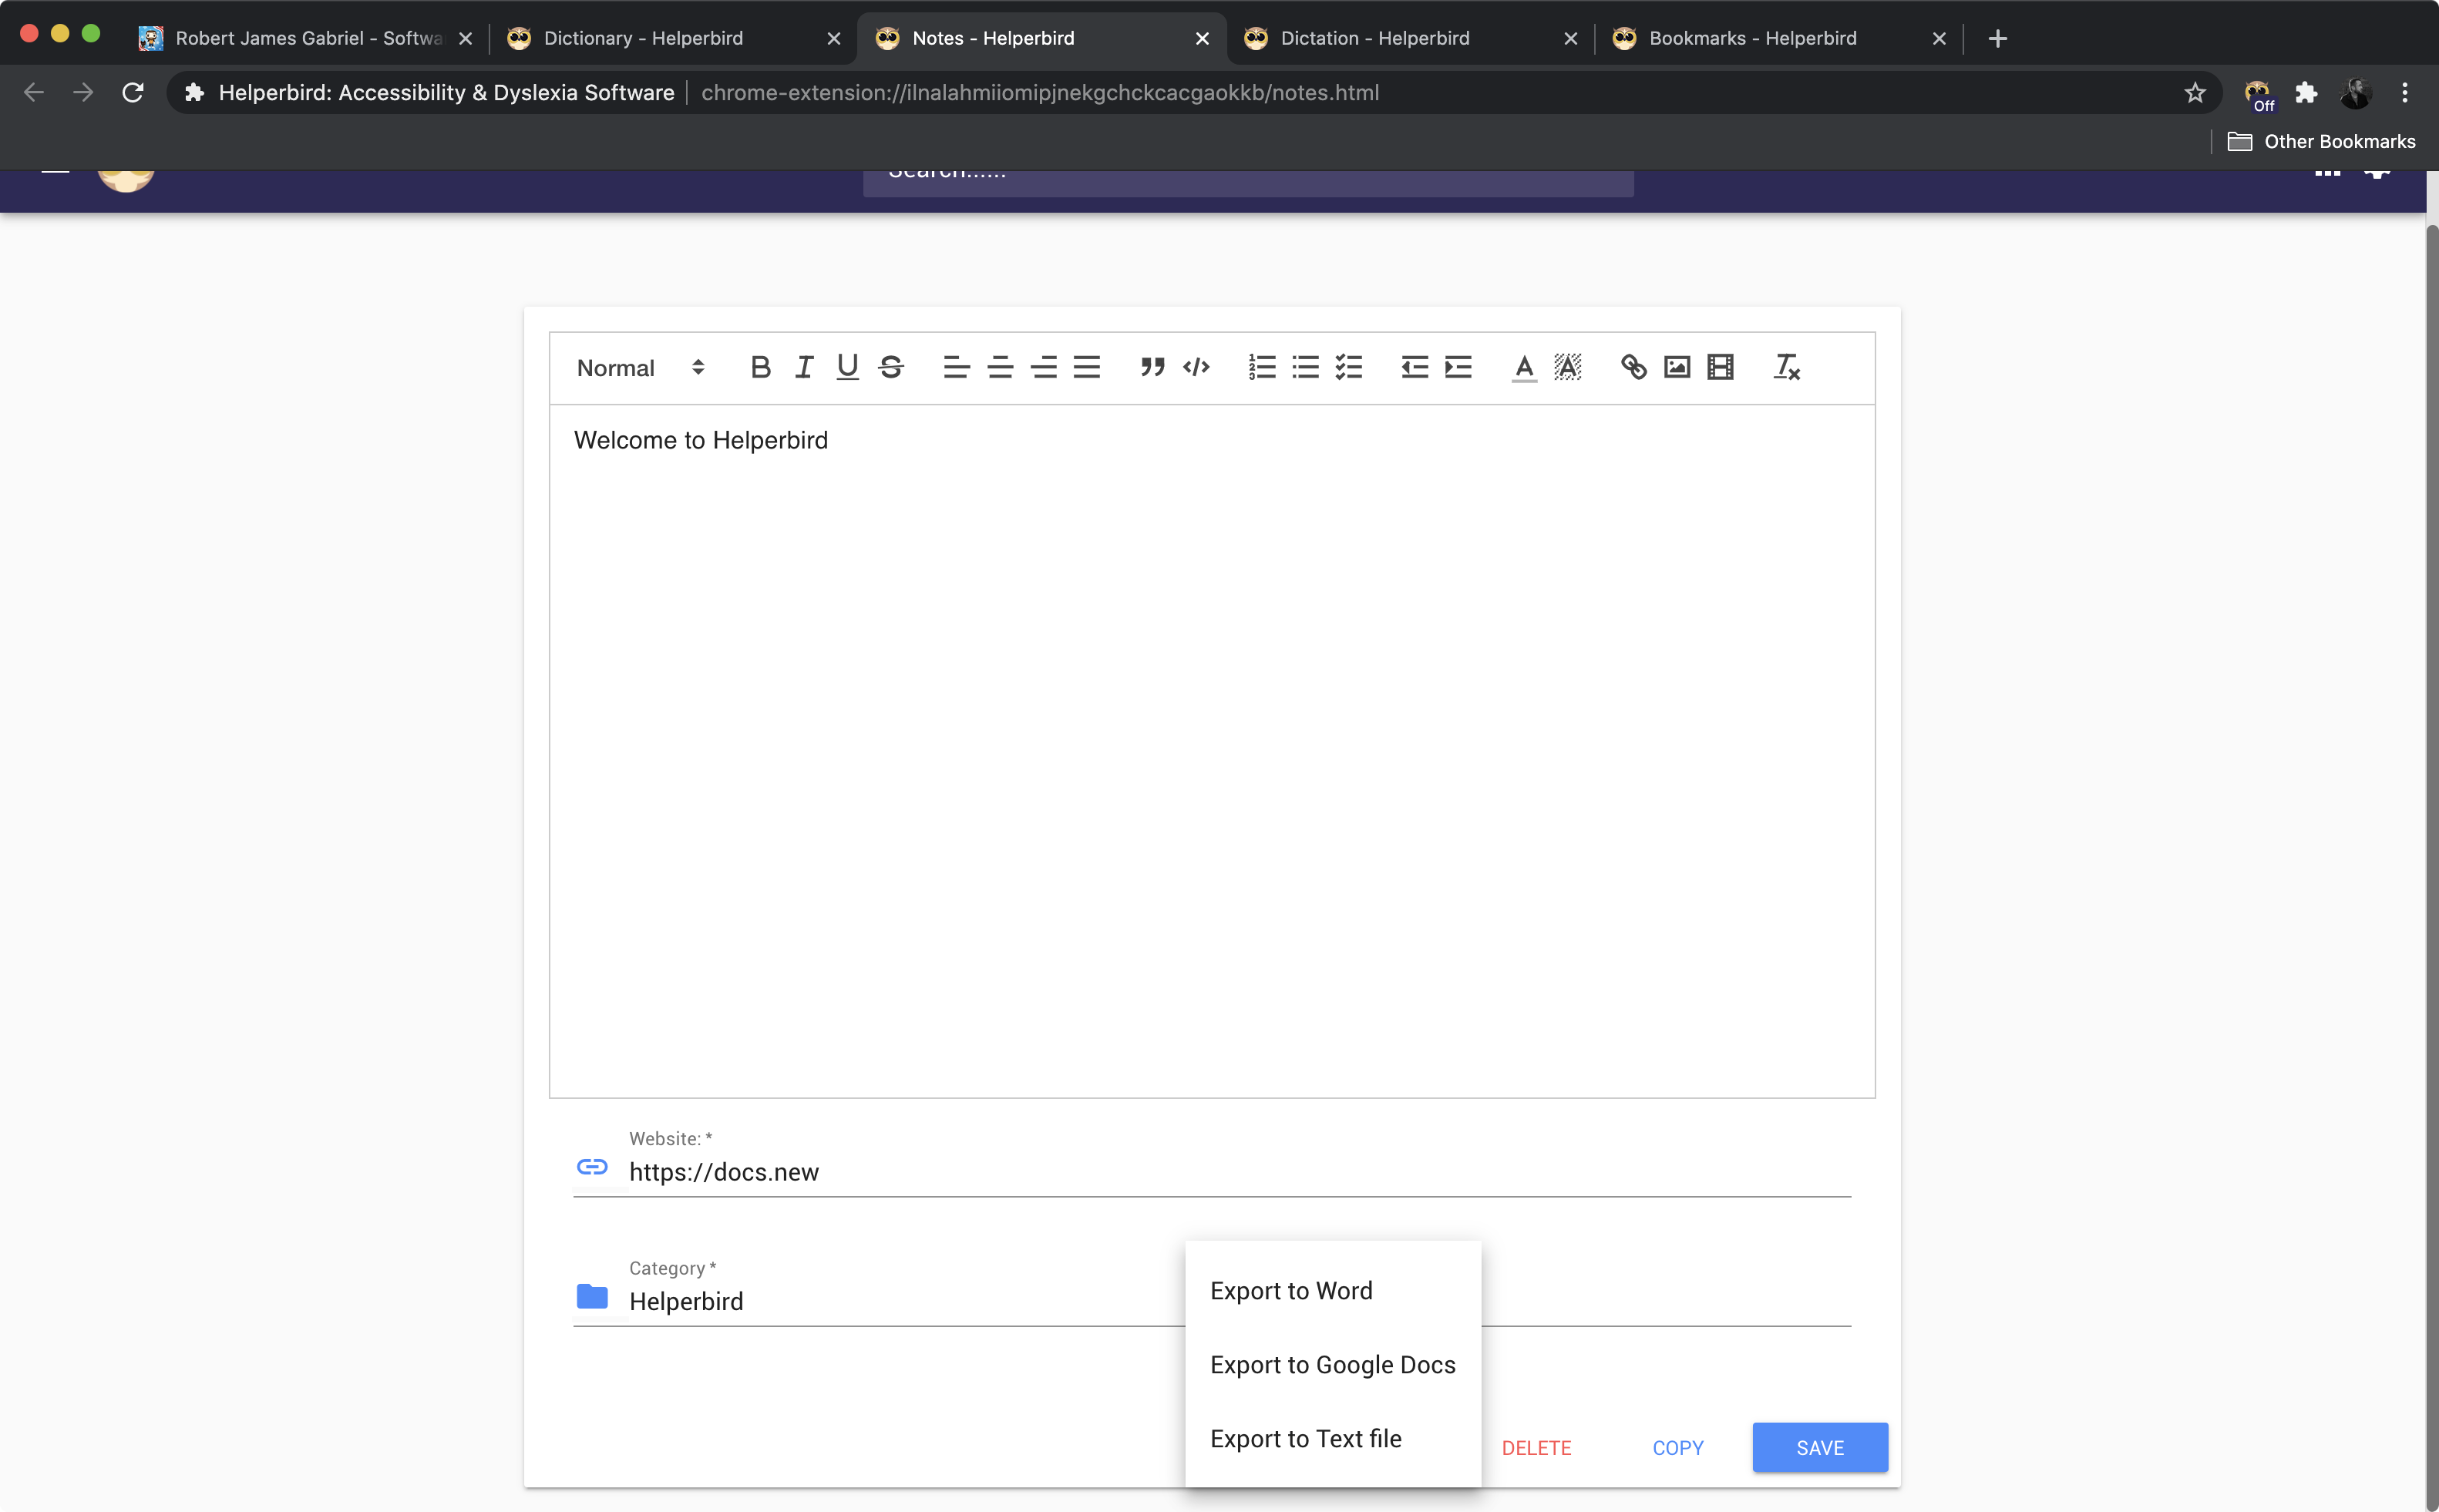 Robert James Gabriel - Softwa
Dictionary - Helperbird
Notes - Helperbird
Dictation - Helperbird
Bookmarks - Helperbird
Helperbird: Accessibility & Dyslexia Software
chrome-extension://ilnalahmiiomipjnekgchckcacgaokkb/notes.html
Off
Other Bookmarks
Search......
Normal
Welcome to Helperbird
Website: *
https://docs.new
Category *
Helperbird
Export to Word
Export to Google Docs
Export to Text file
DELETE
COPY
SAVE